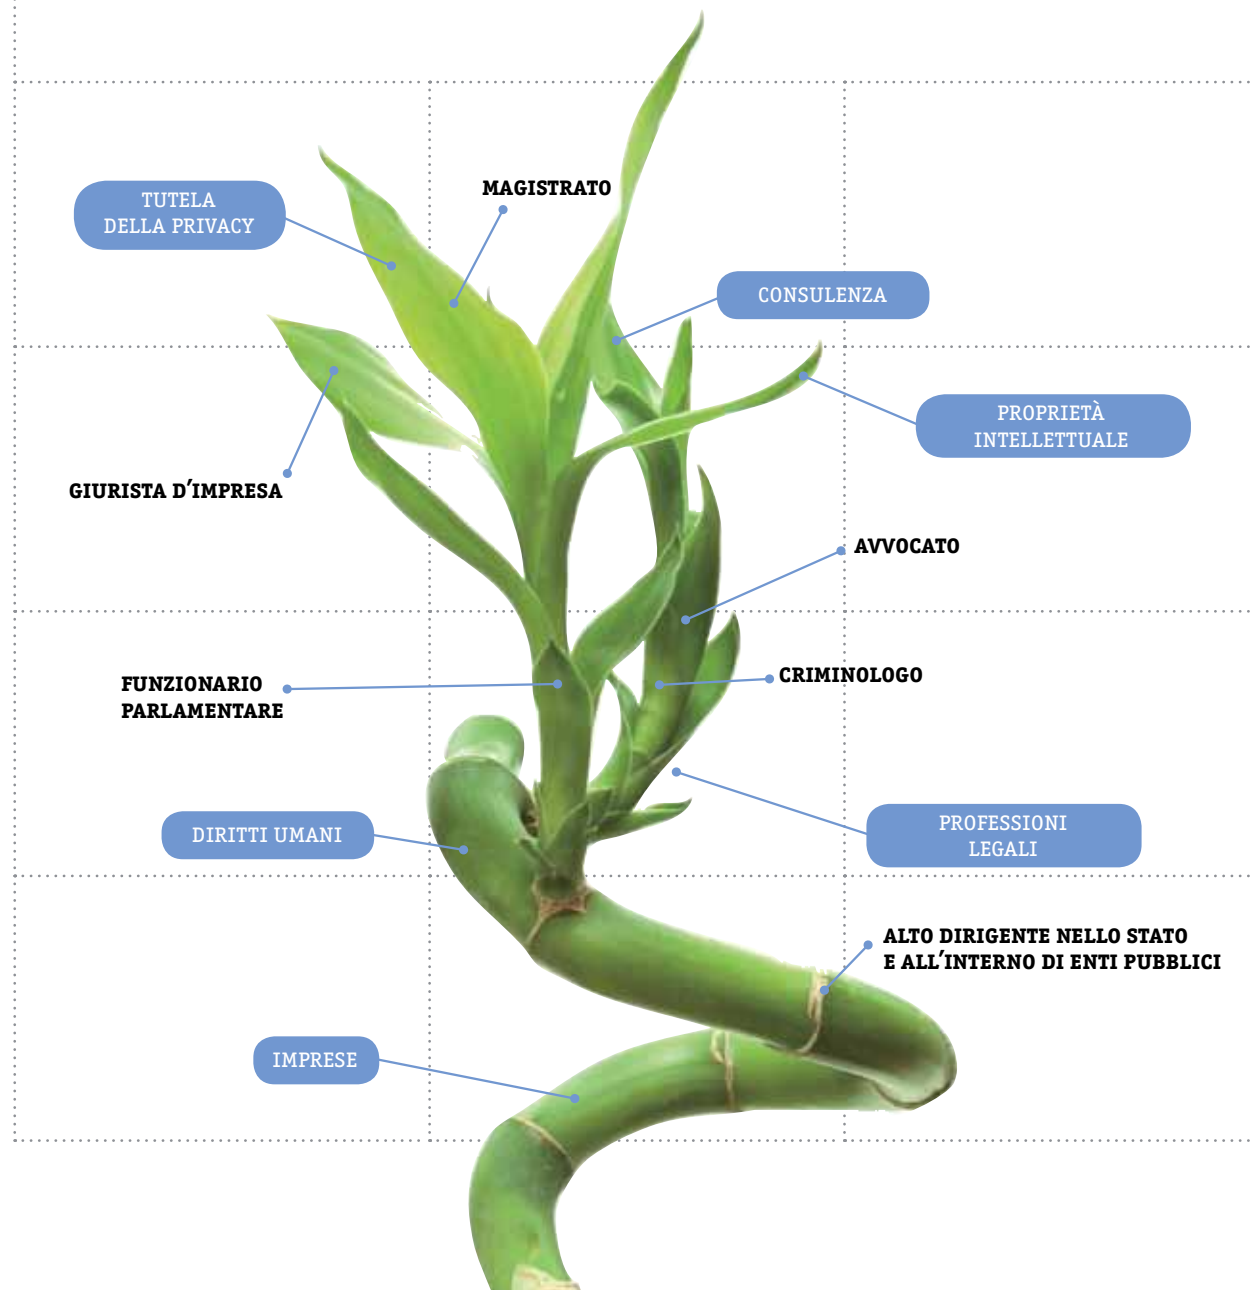 MAGISTRATO
TUTELA
DELLA PRIVACY
CONSULENZA
PROPRIETÀ
INTELLETTUALE
GIURISTA D'IMPRESA
AVVOCATO
CRIMINOLOGO
FUNZIONARIO
PARLAMENTARE
PROFESSIONI
LEGALI
DIRITTI UMANI
ALTO DIRIGENTE NELLO STATO
E ALL'INTERNO DI ENTI PUBBLICI
IMPRESE